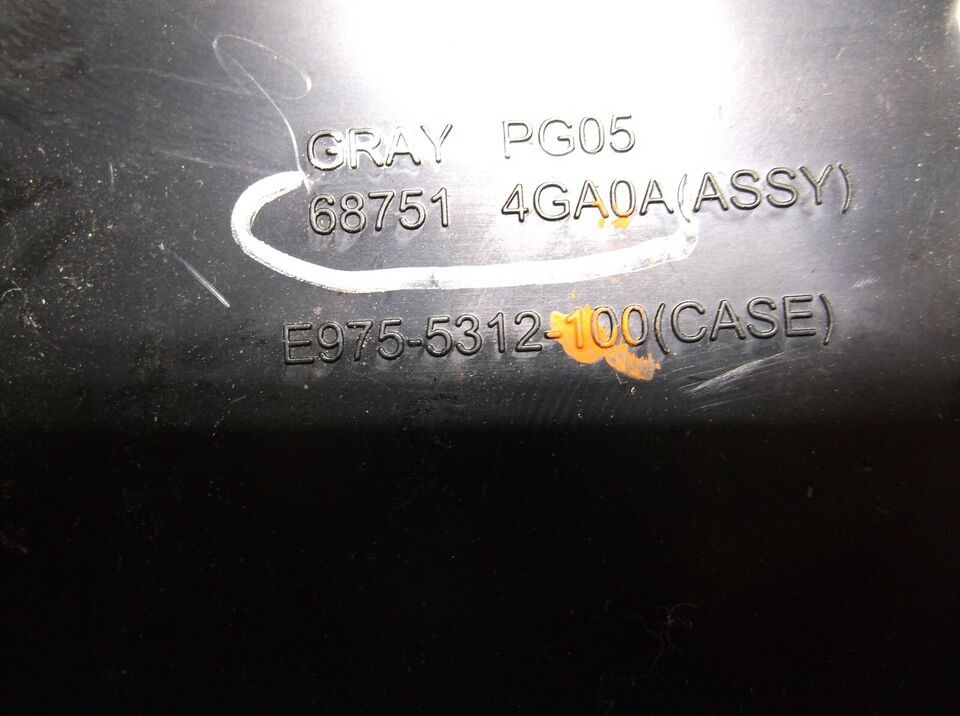 GRAY PG05
68751 4GA0A(ASSY)
E975-5312-100(CASE)